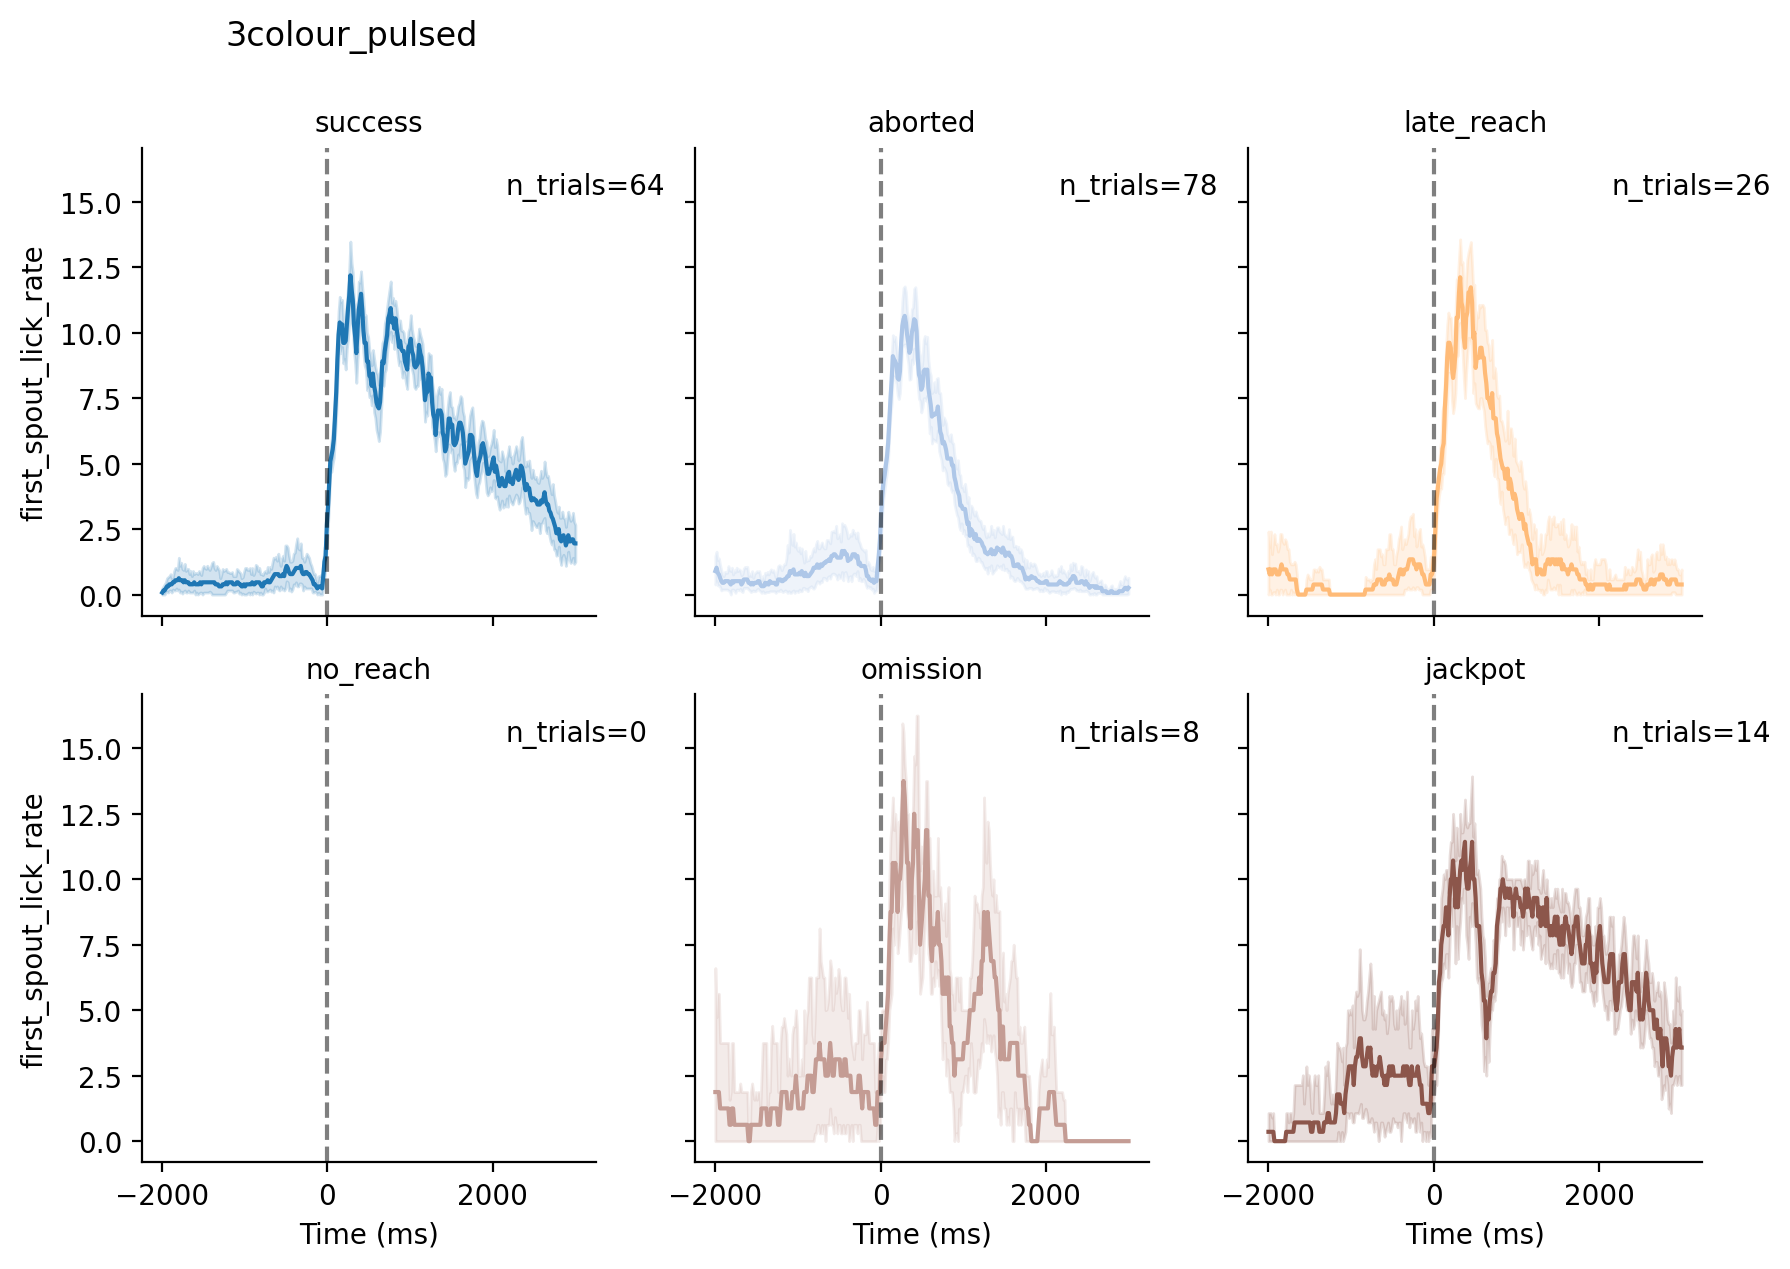 3colour_pulsed
success
aborted
late_reach
n_trials=64
n_trials=78
n_trials=26
first_spout_lick_rate
15.0
12.5
10.0
7.5
5.0
2.5
0.0
no_reach
omission
jackpot
n_trials=0
n_trials=8
n_trials=14
first_spout_lick_rate
15.0
12.5
10.0
7.5
5.0
2.5
0.0
−2000 0 2000
−2000 0 2000
−2000 0 2000
Time (ms)
Time (ms)
Time (ms)